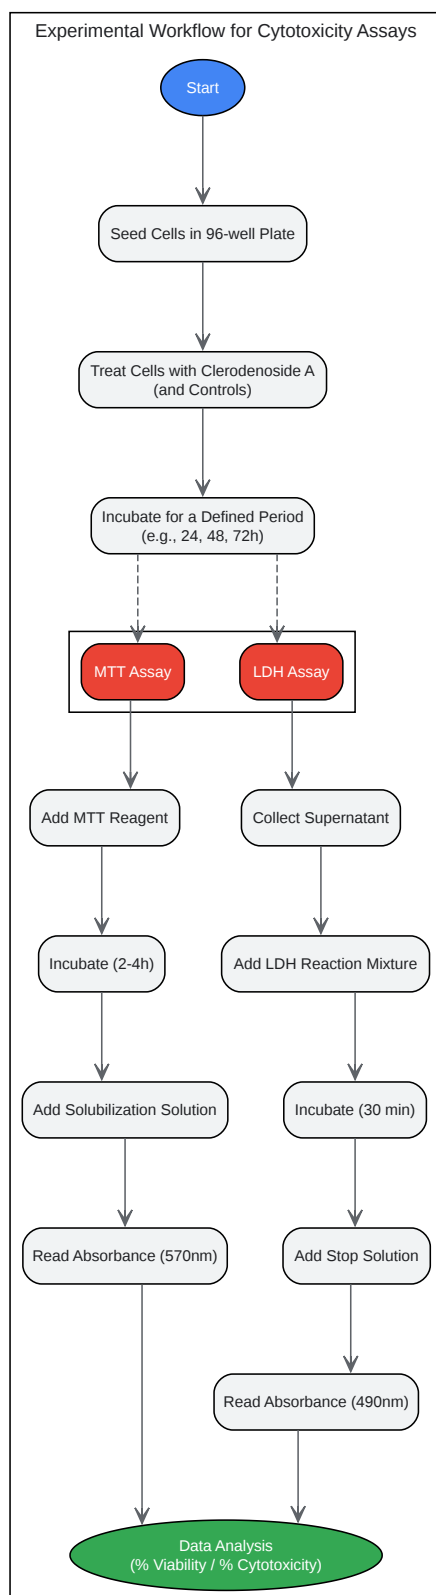 Experimental Workflow for Cytotoxicity Assays
Start
Seed Cells in 96-well Plate
Treat Cells with Clerodenoside A
(and Controls)
Incubate for a Defined Period
(e.g., 24, 48, 72h)
MTT Assay
LDH Assay
Add MTT Reagent
Collect Supernatant
Incubate (2-4h)
Add LDH Reaction Mixture
Add Solubilization Solution
Incubate (30 min)
Read Absorbance (570nm)
Add Stop Solution
Read Absorbance (490nm)
Data Analysis
(% Viability / % Cytotoxicity)